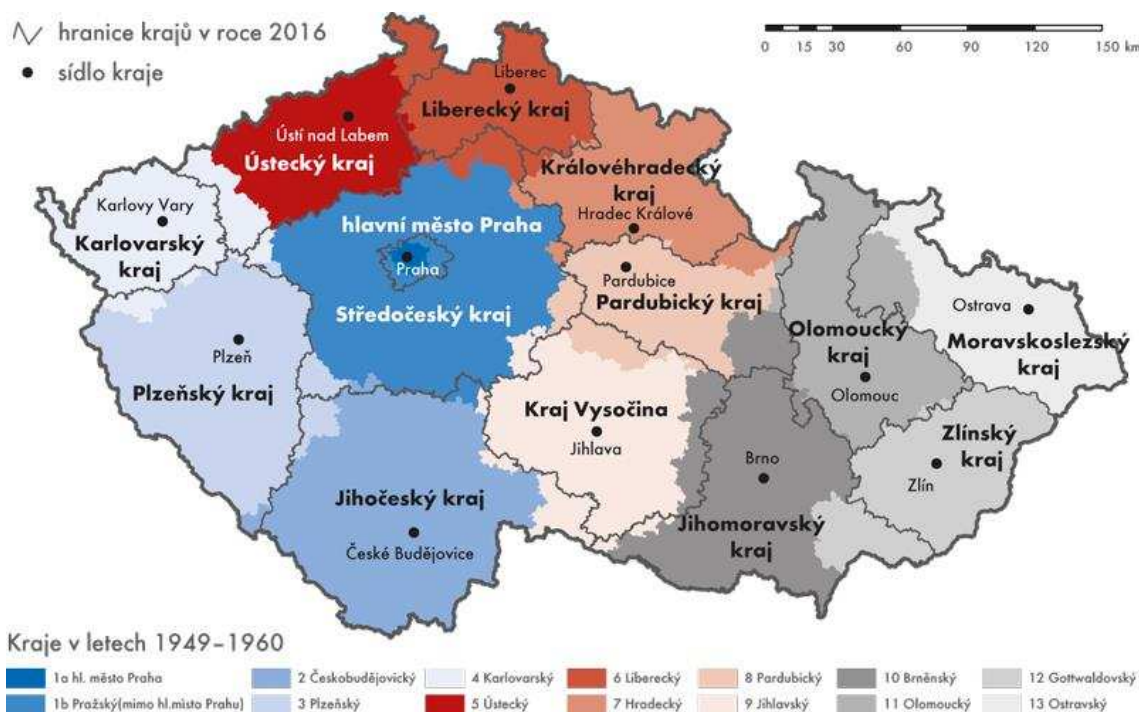 hranice krajů v roce 2016
sídlo kraje
0 15 30 60 90 120 150 km
Liberec
Liberecký kraj
Ústí nad Labem
Ústecký kraj
Královéhradecký
kraj
Hradec Králové
Karlovy Vary
Karlovarský
kraj
hlavní město Praha
Praha
Středočeský kraj
Pardubice
Pardubický kraj
Ostrava
Moravskoslezský
kraj
Olomoucký
kraj
Olomouc
Plzeň
Plzeňský kraj
Kraj Vysočina
Jihlava
Zlínský
kraj
Zlín
Brno
Jihomoravský
kraj
Jihočeský kraj
České Budějovice
Kraje v letech 1949–1960
1a hl. město Praha
1b Pražský(mimo hl.místo Prahu)
2 Českobudějovický
3 Plzeňský
4 Karlovarský
5 Ústecký
6 Liberecký
7 Hradecký
8 Pardubický
9 Jihlavský
10 Brněnský
11 Olomoucký
12 Gottwaldovský
13 Ostravský